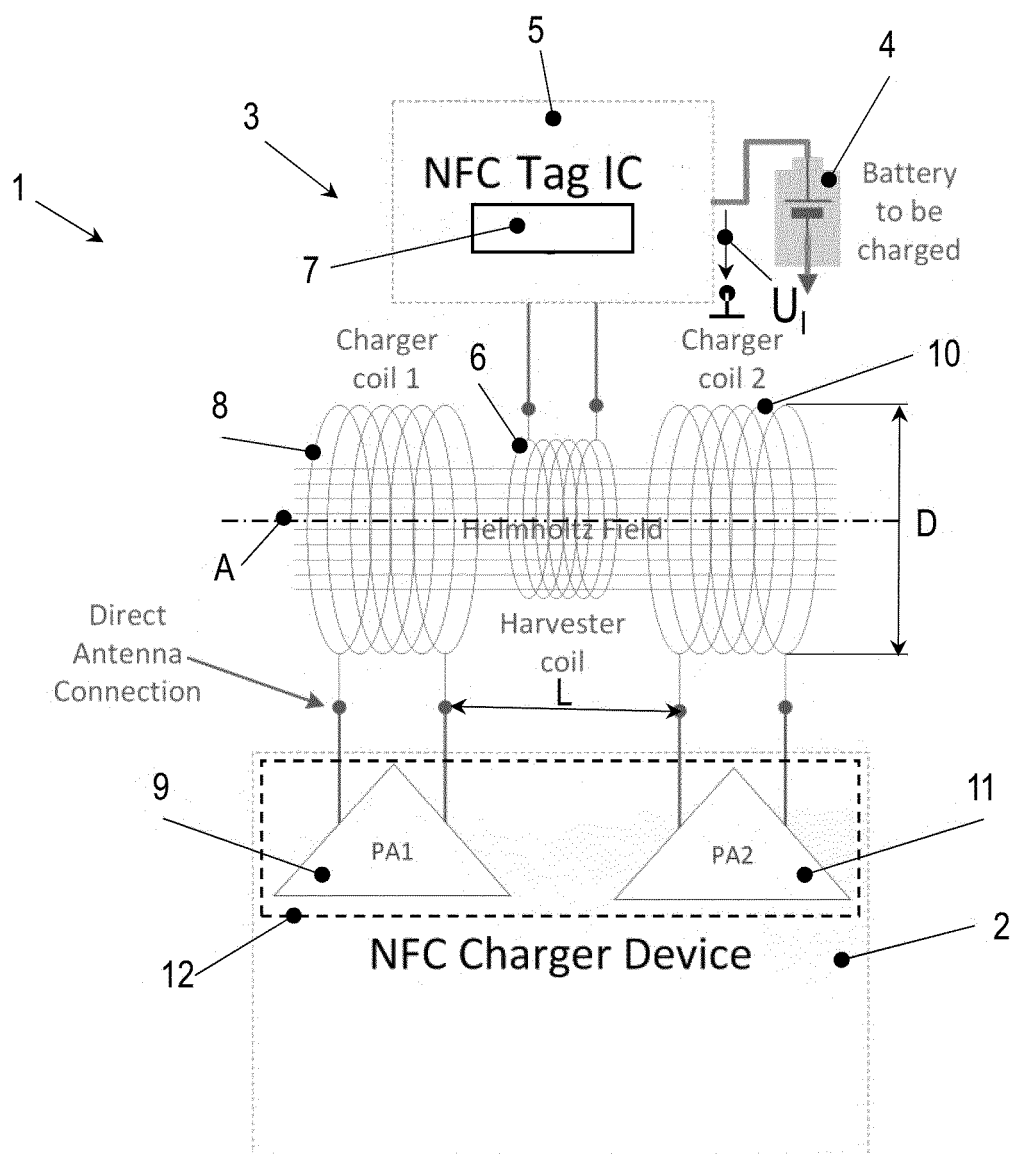 5
4
3
1
NFC Tag IC
Battery
to be
charged
7
U_I
Charger
coil 1
6
Charger
coil 2
10
8
Helmholtz Field
D
A
Direct
Antenna
Connection
Harvester
coil
L
9
PA1
PA2
11
12
NFC Charger Device
2